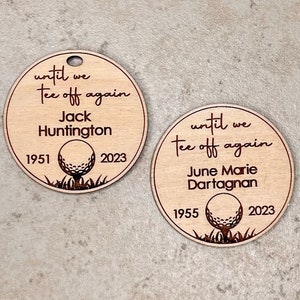 until we
tee off again
Jack
Huntington
1951 2023
until we
tee off again
June Marie
Dartagnan
1955 2023